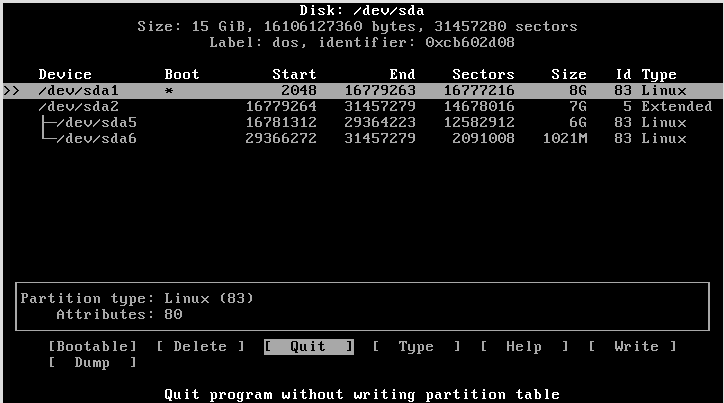 Disk: /dev/sda
Size: 15 GiB, 16106127360 bytes, 31457280 sectors
Label: dos, identifier: 0xcb602d08
Device Boot Start End Sectors Size Id Type
>> /dev/sda1 * 2048 16779263 16777216 8G 83 Linux
/dev/sda2 16779264 31457279 14678016 7G 5 Extended
├─/dev/sda5 16781312 29364223 12582912 6G 83 Linux
└─/dev/sda6 29366272 31457279 2091008 1021M 83 Linux
Partition type: Linux (83)
Attributes: 80
[Bootable] [ Delete ] [ Quit ] [ Type ] [ Help ] [ Write ]
[ Dump ]
Quit program without writing partition table